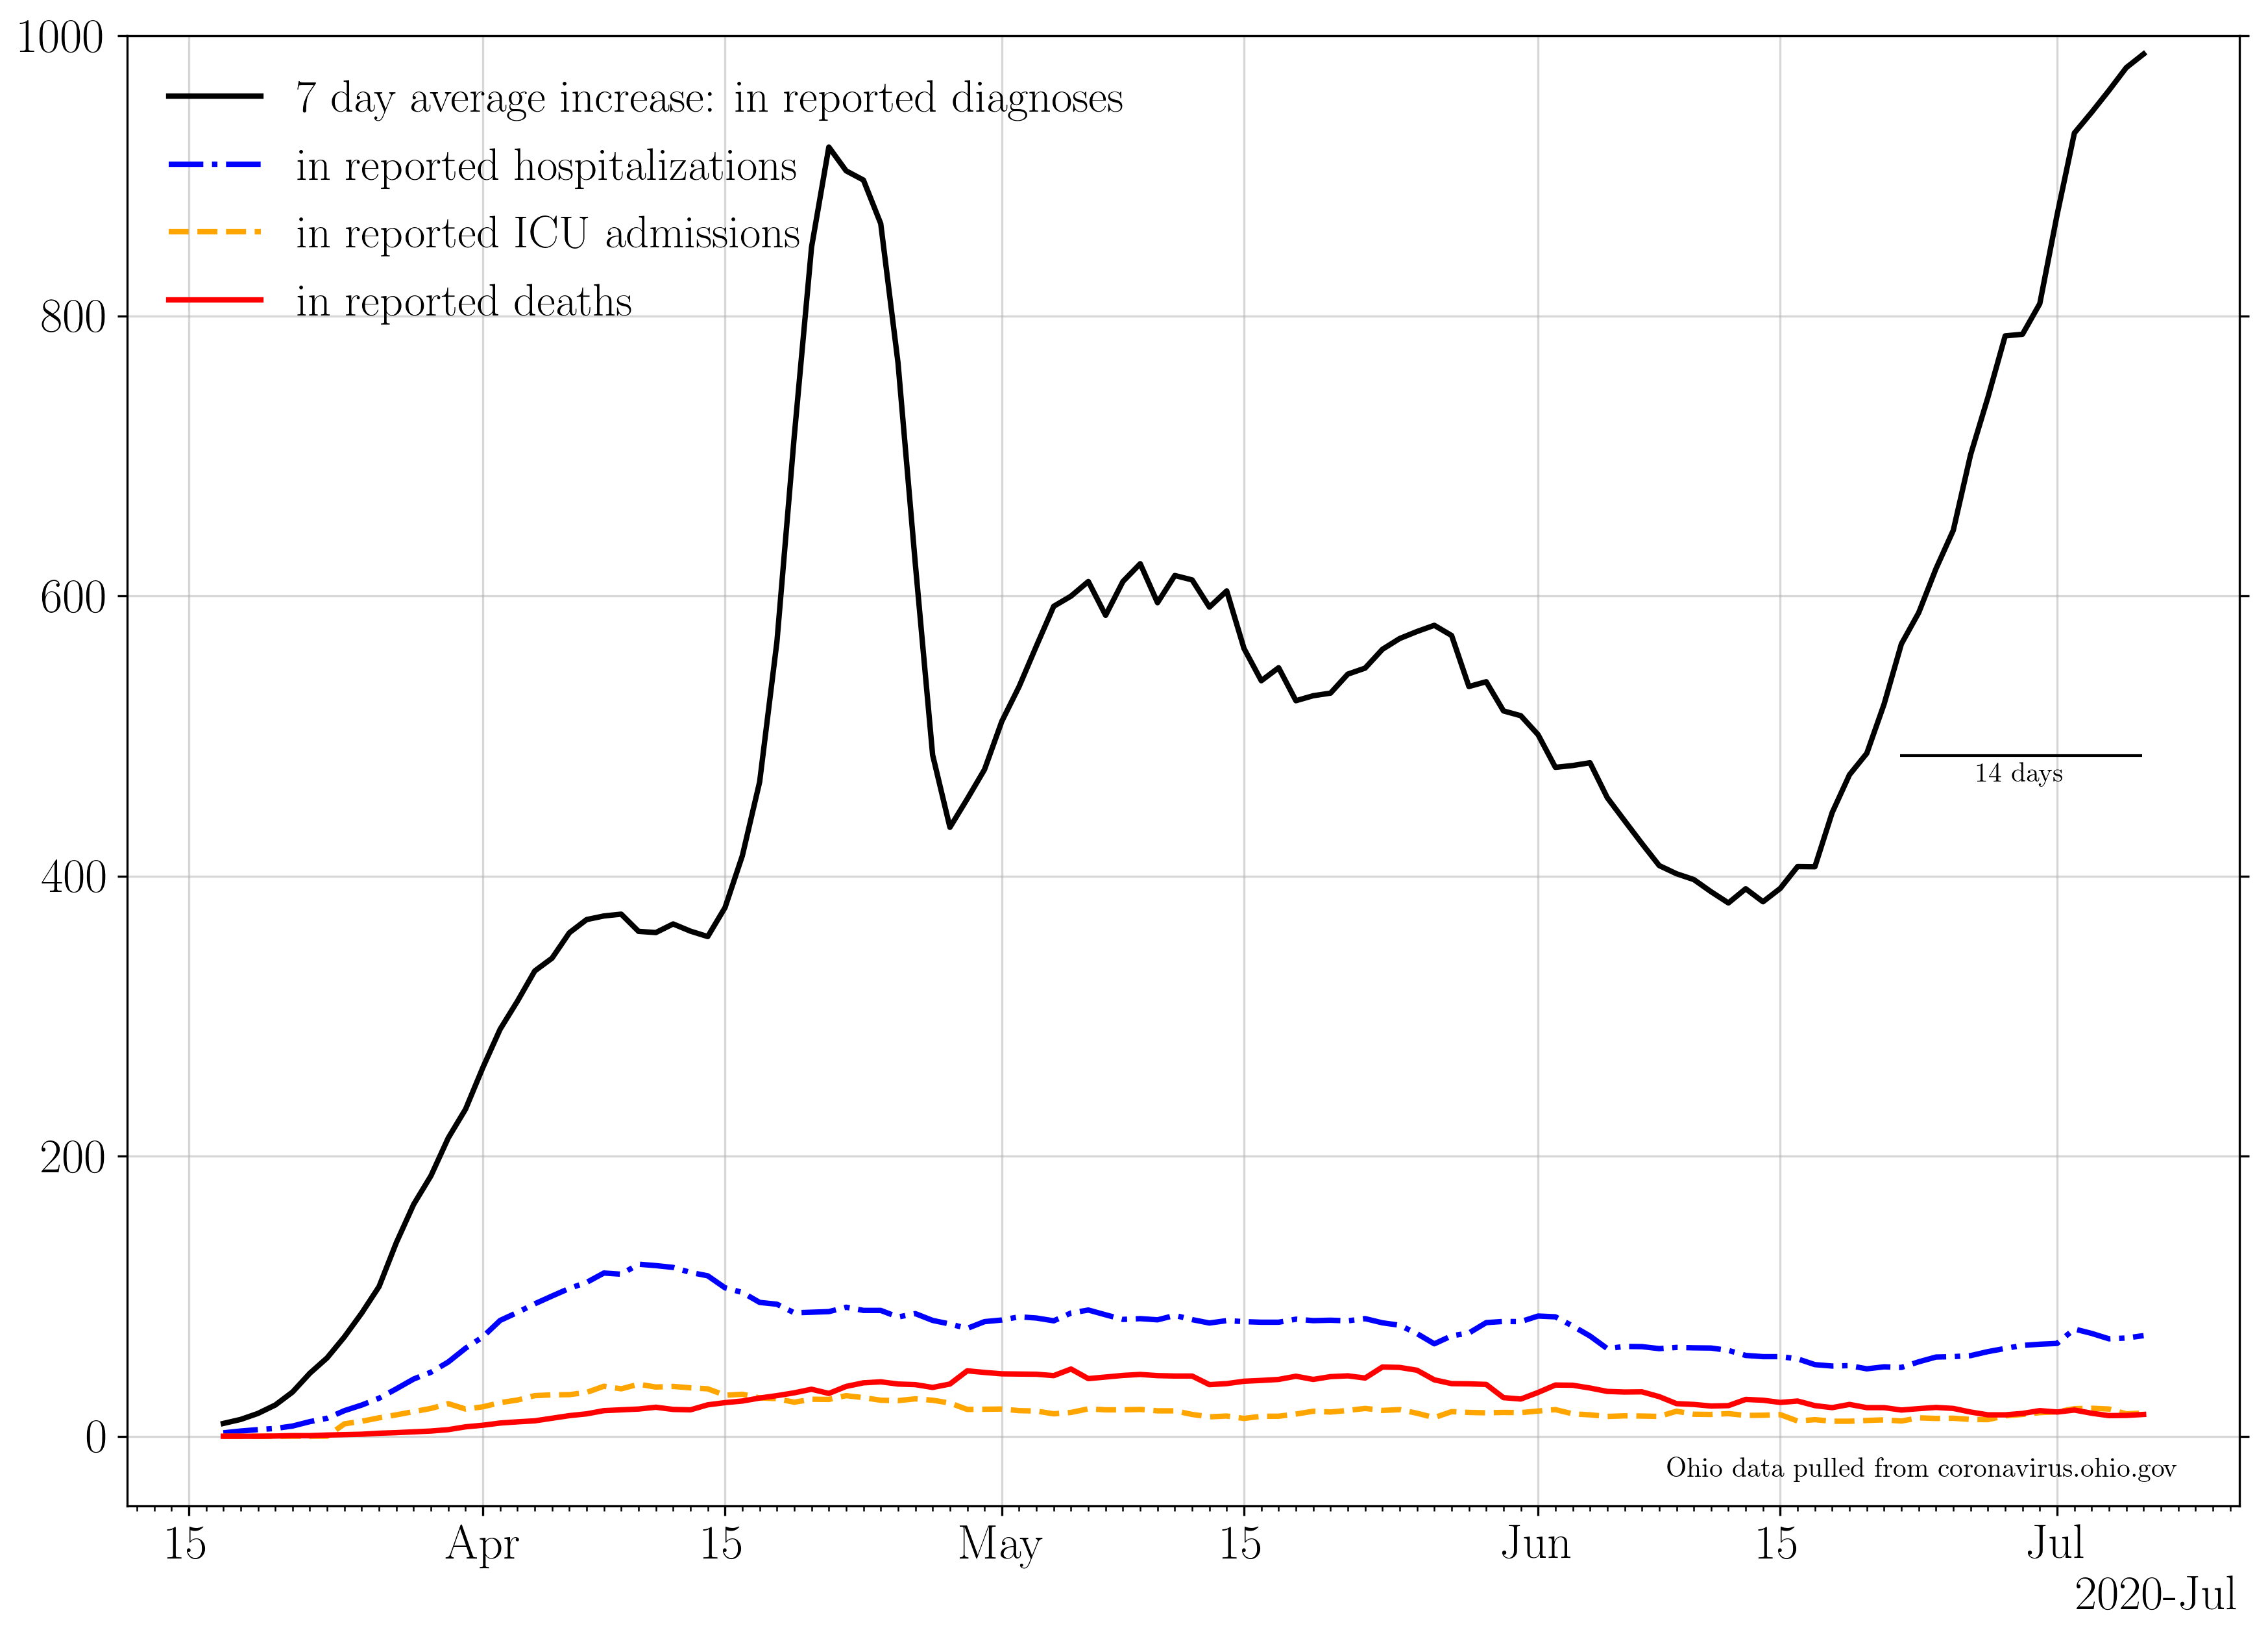 1000
800
600
400
200
0
7 day average increase: in reported diagnoses
in reported hospitalizations
in reported ICU admissions
in reported deaths
14 days
Ohio data pulled from coronavirus.ohio.gov
15 Apr 15 May 15 Jun 15 Jul
2020-Jul